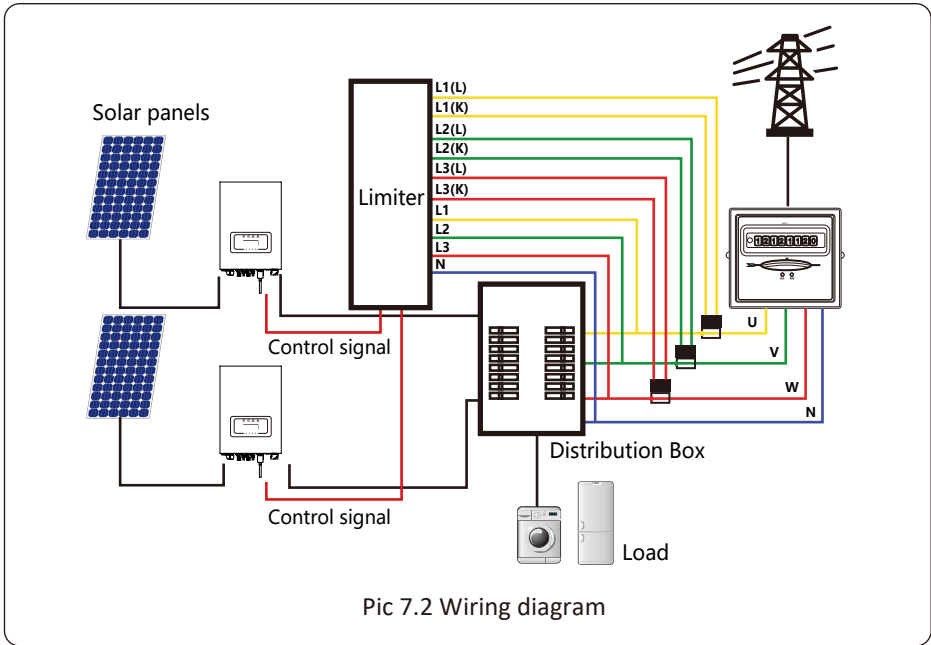 Solar panels
Limiter
L1(L)
L1(K)
L2(L)
L2(K)
L3(L)
L3(K)
L1
L2
L3
N
12121120
U
V
W
N
Control signal
Control signal
Distribution Box
Load
Pic 7.2 Wiring diagram